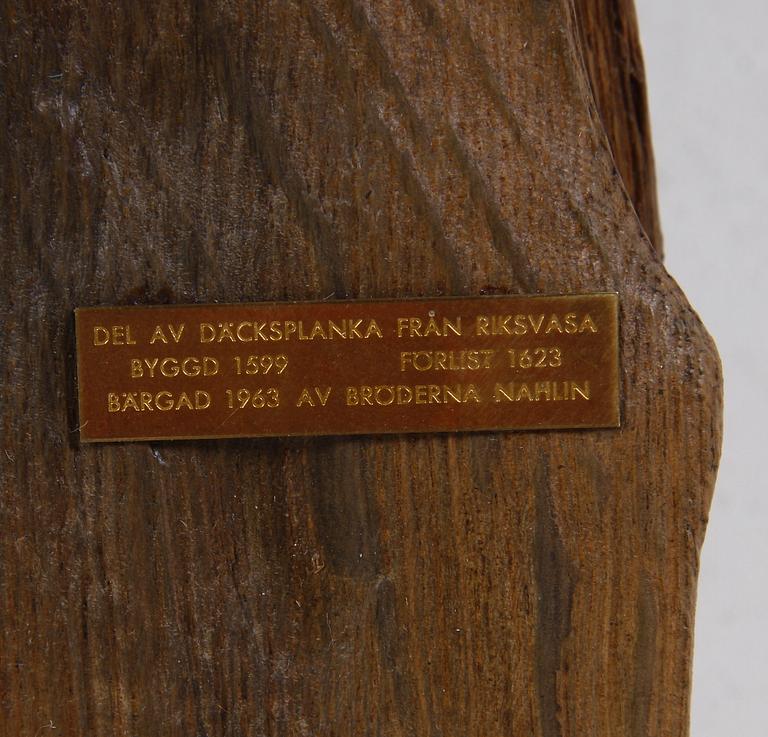 DEL AV DÄCKSPLANKA FRÅN RIKSVASA
BYGGD 1599 FÖRLIST 1623
BÄRGAD 1963 AV BRÖDERNA NAHLIN